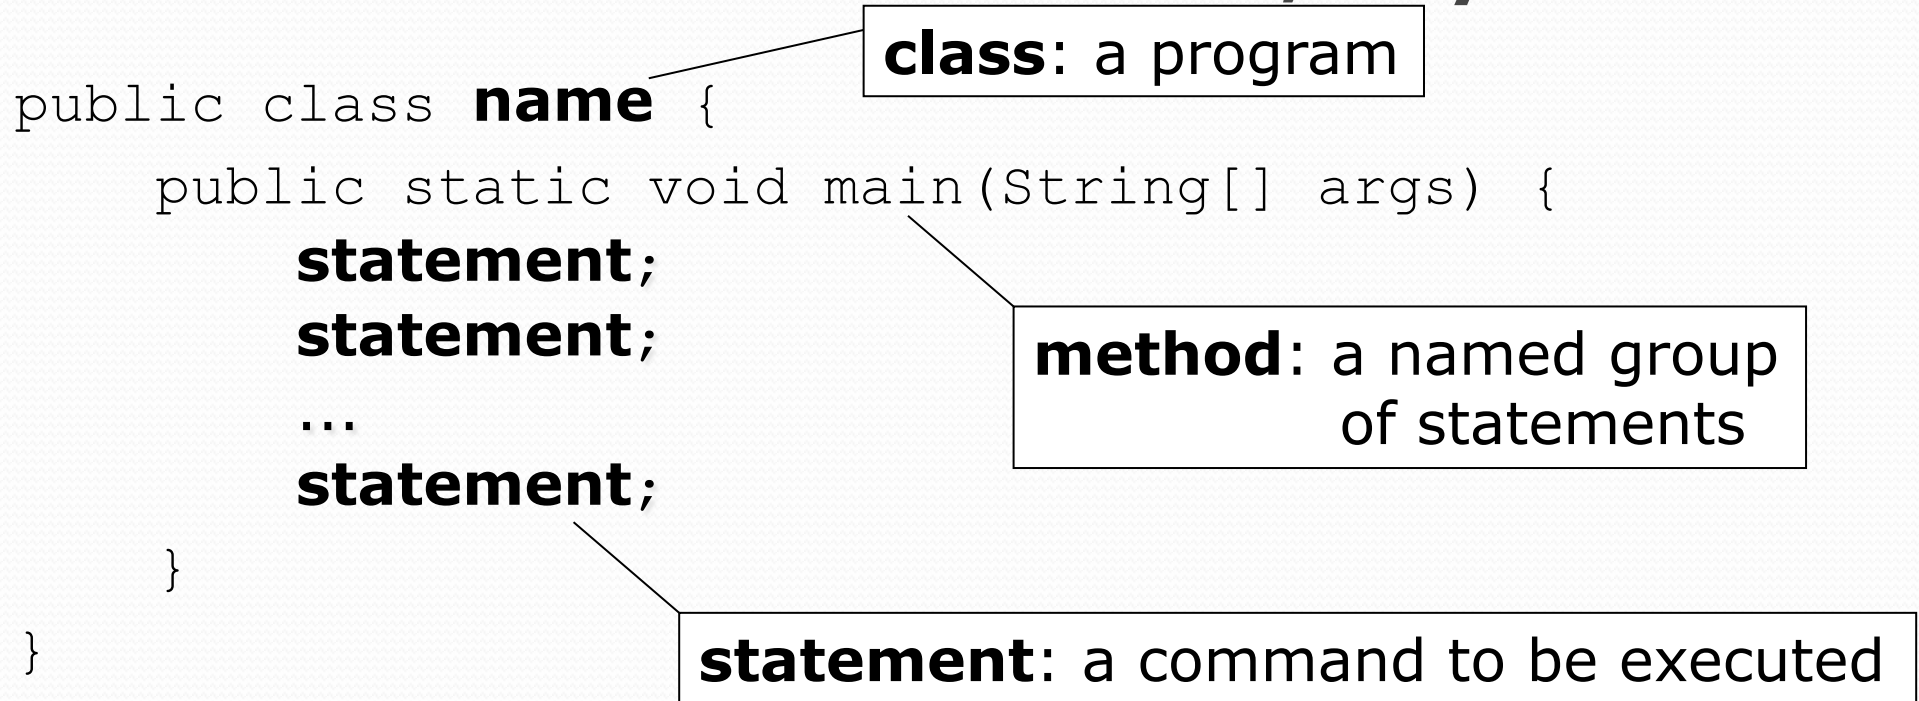 class: a program
public class name {
public static void main(String[] args) {
statement;
statement;
...
statement;
method: a named group
of statements
}
}
statement: a command to be executed